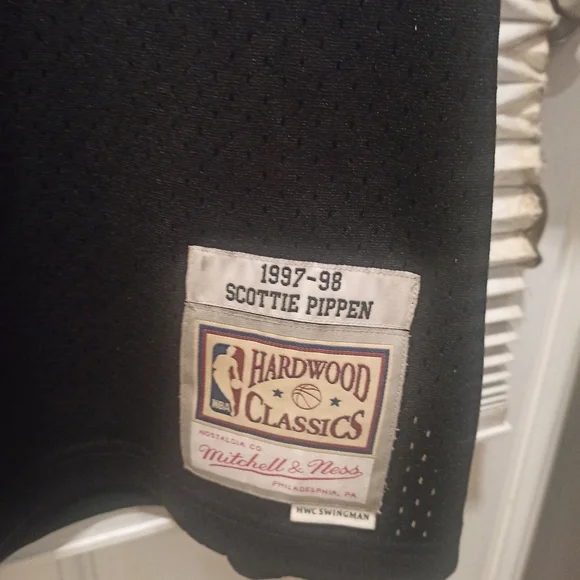 1997-98
SCOTTIE PIPPEN
HARDWOOD
NBA
CLASSICS
NOSTALGIA CO.
Mitchell & Ness
PHILADELPHIA, PA.
HWC SWINGMAN